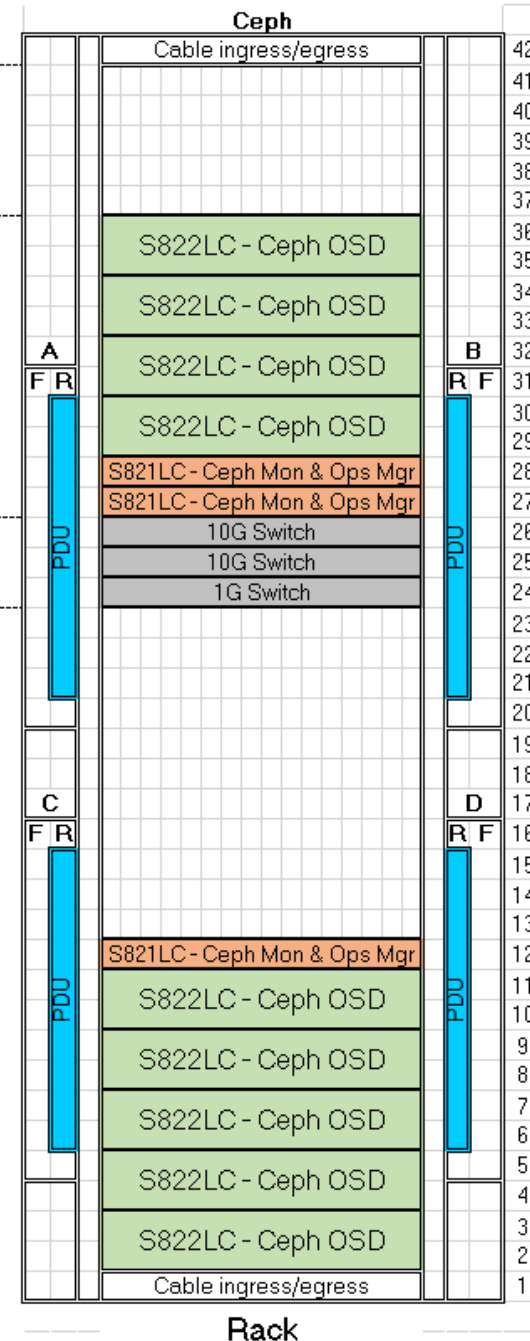 Ceph
Cable ingress/egress 42
41
40
39
38
37
S822LC - Ceph OSD 36
35
S822LC - Ceph OSD 34
33
A S822LC - Ceph OSD B 32
F R R F 31
S822LC - Ceph OSD 30
29
S821LC - Ceph Mon & Ops Mgr 28
S821LC - Ceph Mon & Ops Mgr 27
PDU 10G Switch PDU 26
10G Switch 25
1G Switch 24
23
22
21
20
19
18
C D 17
F R R F 16
15
14
13
S821LC - Ceph Mon & Ops Mgr 12
PDU S822LC - Ceph OSD PDU 11
10
S822LC - Ceph OSD 9
8
S822LC - Ceph OSD 7
6
S822LC - Ceph OSD 5
4
S822LC - Ceph OSD 3
2
Cable ingress/egress 1
Rack